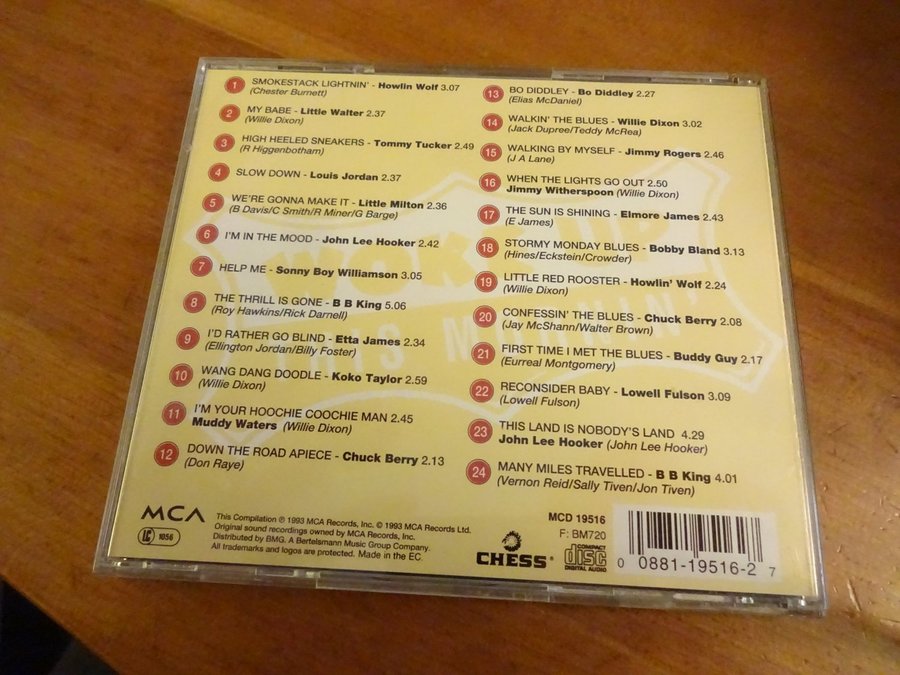 1 SMOKESTACK LIGHTNIN' - Howlin Wolf 3.07
(Chester Burnett)
2 MY BABE - Little Walter 2.37
(Willie Dixon)
3 HIGH HEELED SNEAKERS - Tommy Tucker 2.49
(R Higgenbotham)
4 SLOW DOWN - Louis Jordan 2.37
5 WE'RE GONNA MAKE IT - Little Milton 2.36
(B Davis/C Smith/R Miner/G Barge)
6 I'M IN THE MOOD - John Lee Hooker 2.42
7 HELP ME - Sonny Boy Williamson 3.05
8 THE THRILL IS GONE - B B King 5.06
(Roy Hawkins/Rick Darnell)
9 I'D RATHER GO BLIND - Etta James 2.34
(Ellington Jordan/Billy Foster)
10 WANG DANG DOODLE - Koko Taylor 2.59
(Willie Dixon)
11 I'M YOUR HOOCHIE COOCHIE MAN 2.45
Muddy Waters (Willie Dixon)
12 DOWN THE ROAD APIECE - Chuck Berry 2.13
(Don Raye)
13 BO DIDDLEY - Bo Diddley 2.27
(Elias McDaniel)
14 WALKIN' THE BLUES - Willie Dixon 3.02
(Jack Dupree/Teddy McRea)
15 WALKING BY MYSELF - Jimmy Rogers 2.46
(J A Lane)
16 WHEN THE LIGHTS GO OUT 2.50
Jimmy Witherspoon (Willie Dixon)
17 THE SUN IS SHINING - Elmore James 2.43
(E James)
18 STORMY MONDAY BLUES - Bobby Bland 3.13
(Hines/Eckstein/Crowder)
19 LITTLE RED ROOSTER - Howlin' Wolf 2.24
(Willie Dixon)
20 CONFESSIN' THE BLUES - Chuck Berry 2.08
(Jay McShann/Walter Brown)
21 FIRST TIME I MET THE BLUES - Buddy Guy 2.17
(Eurreal Montgomery)
22 RECONSIDER BABY - Lowell Fulson 3.09
(Lowell Fulson)
23 THIS LAND IS NOBODY'S LAND 4.29
John Lee Hooker (John Lee Hooker)
24 MANY MILES TRAVELLED - B B King 4.01
(Vernon Reid/Sally Tiven/Jon Tiven)
MCA
LC 1056
This Compilation ℗ 1993 MCA Records, Inc. © 1993 MCA Records Ltd.
Original sound recordings owned by MCA Records, Inc.
Distributed by BMG. A Bertelsmann Music Group Company.
All trademarks and logos are protected. Made in the EC
CHESS
MCD 19516
F: BM720
COMPACT
disc
DIGITAL AUDIO
0 0881-19516-2 7